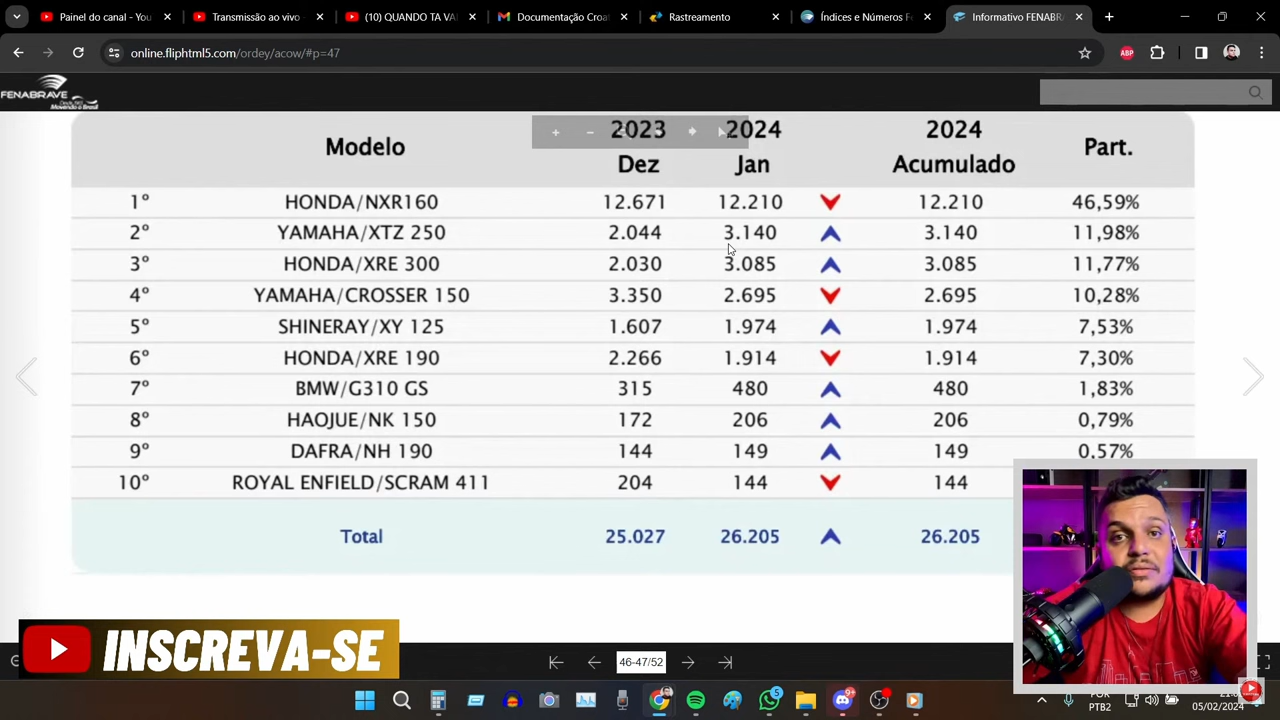 Painel do canal - You
Transmissão ao vivo -
(10) QUANDO TA VA
Documentação Croat
Rastreamento
Índices e Números Fe
Informativo FENABRA
online.fliphtml5.com/ordey/acow/#p=47
ABP
FENABRAVE
Modelo 2023 Dez 2024 Jan 2024 Acumulado Part.
1º HONDA/NXR160 12.671 12.210 12.210 46,59%
2º YAMAHA/XTZ 250 2.044 3.140 3.140 11,98%
3º HONDA/XRE 300 2.030 3.085 3.085 11,77%
4º YAMAHA/CROSSER 150 3.350 2.695 2.695 10,28%
5º SHINERAY/XY 125 1.607 1.974 1.974 7,53%
6º HONDA/XRE 190 2.266 1.914 1.914 7,30%
7º BMW/G310 GS 315 480 480 1,83%
8º HAOJUE/NK 150 172 206 206 0,79%
9º DAFRA/NH 190 144 149 149 0,57%
10º ROYAL ENFIELD/SCRAM 411 204 144 144
Total 25.027 26.205 26.205
INSCREVA-SE
46-47/52
5
9+
PTB2
05/02/2024